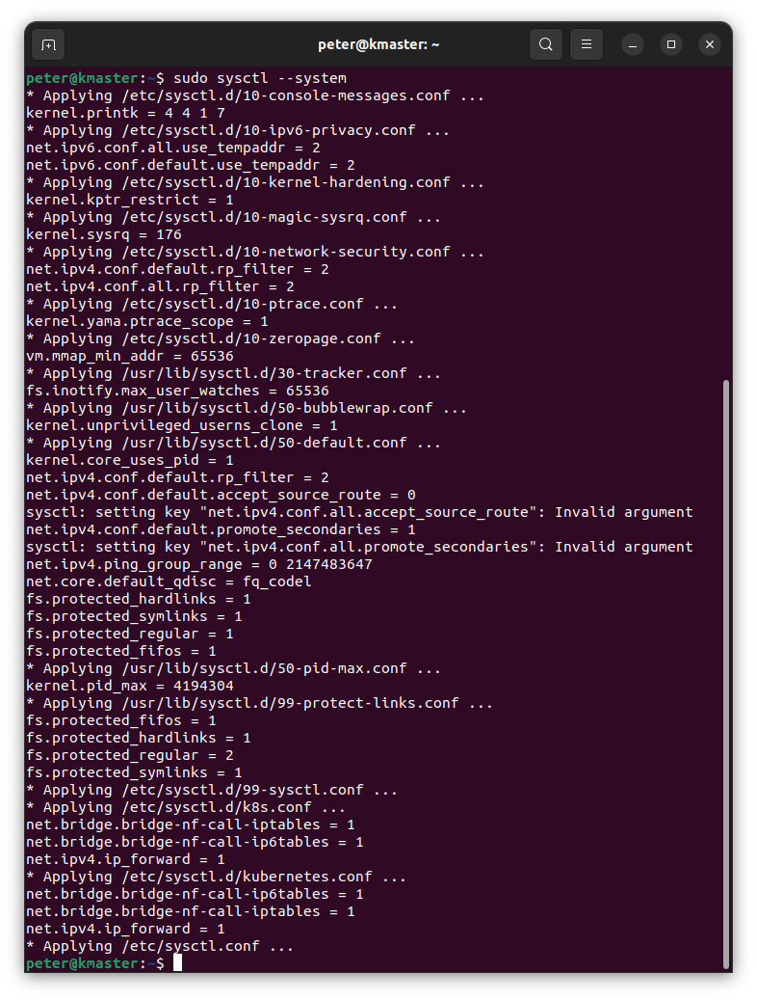 peter@kmaster: ~
peter@kmaster:~$ sudo sysctl --system
* Applying /etc/sysctl.d/10-console-messages.conf ...
kernel.printk = 4 4 1 7
* Applying /etc/sysctl.d/10-ipv6-privacy.conf ...
net.ipv6.conf.all.use_tempaddr = 2
net.ipv6.conf.default.use_tempaddr = 2
* Applying /etc/sysctl.d/10-kernel-hardening.conf ...
kernel.kptr_restrict = 1
* Applying /etc/sysctl.d/10-magic-sysrq.conf ...
kernel.sysrq = 176
* Applying /etc/sysctl.d/10-network-security.conf ...
net.ipv4.conf.default.rp_filter = 2
net.ipv4.conf.all.rp_filter = 2
* Applying /etc/sysctl.d/10-ptrace.conf ...
kernel.yama.ptrace_scope = 1
* Applying /etc/sysctl.d/10-zeropage.conf ...
vm.mmap_min_addr = 65536
* Applying /usr/lib/sysctl.d/30-tracker.conf ...
fs.inotify.max_user_watches = 65536
* Applying /usr/lib/sysctl.d/50-bubblewrap.conf ...
kernel.unprivileged_userns_clone = 1
* Applying /usr/lib/sysctl.d/50-default.conf ...
kernel.core_uses_pid = 1
net.ipv4.conf.default.rp_filter = 2
net.ipv4.conf.default.accept_source_route = 0
sysctl: setting key "net.ipv4.conf.all.accept_source_route": Invalid argument
net.ipv4.conf.default.promote_secondaries = 1
sysctl: setting key "net.ipv4.conf.all.promote_secondaries": Invalid argument
net.ipv4.ping_group_range = 0 2147483647
net.core.default_qdisc = fq_codel
fs.protected_hardlinks = 1
fs.protected_symlinks = 1
fs.protected_regular = 1
fs.protected_fifos = 1
* Applying /usr/lib/sysctl.d/50-pid-max.conf ...
kernel.pid_max = 4194304
* Applying /usr/lib/sysctl.d/99-protect-links.conf ...
fs.protected_fifos = 1
fs.protected_hardlinks = 1
fs.protected_regular = 2
fs.protected_symlinks = 1
* Applying /etc/sysctl.d/99-sysctl.conf ...
* Applying /etc/sysctl.d/k8s.conf ...
net.bridge.bridge-nf-call-iptables = 1
net.bridge.bridge-nf-call-ip6tables = 1
net.ipv4.ip_forward = 1
* Applying /etc/sysctl.d/kubernetes.conf ...
net.bridge.bridge-nf-call-ip6tables = 1
net.bridge.bridge-nf-call-iptables = 1
net.ipv4.ip_forward = 1
* Applying /etc/sysctl.conf ...
peter@kmaster:~$